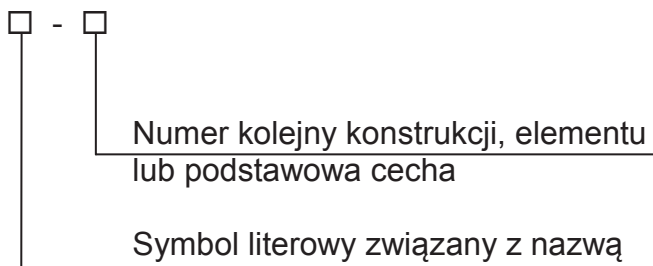 □ - □
Numer kolejny konstrukcji, elementu
lub podstawowa cecha
Symbol literowy związany z nazwą